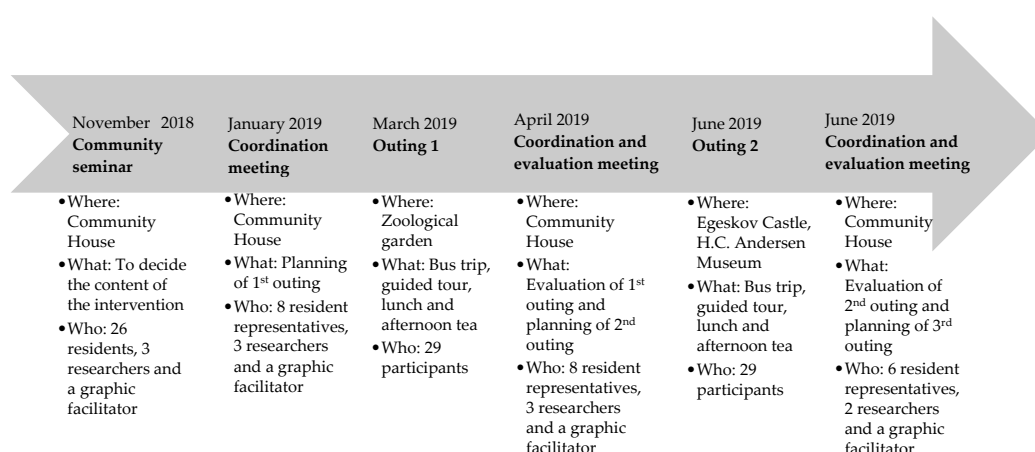 November 2018
Community
seminar
•Where:
Community
House
•What: To decide
the content of
the intervention
•Who: 26
residents, 3
researchers and
a graphic
facilitator
January 2019
Coordination
meeting
•Where:
Community
House
•What: Planning
of 1st outing
•Who: 8 resident
representatives,
3 researchers
and a graphic
facilitator
March 2019
Outing 1
•Where:
Zoological
garden
•What: Bus trip,
guided tour,
lunch and
afternoon tea
•Who: 29
participants
April 2019
Coordination and
evaluation meeting
•Where:
Community
House
•What:
Evaluation of 1st
outing and
planning of 2nd
outing
•Who: 8 resident
representatives,
3 researchers
and a graphic
facilitator
June 2019
Outing 2
•Where:
Egeskov Castle,
H.C. Andersen
Museum
•What: Bus trip,
guided tour,
lunch and
afternoon tea
•Who: 29
participants
June 2019
Coordination and
evaluation meeting
•Where:
Community
House
•What:
Evaluation of
2nd outing and
planning of 3rd
outing
•Who: 6 resident
representatives,
2 researchers
and a graphic
facilitator